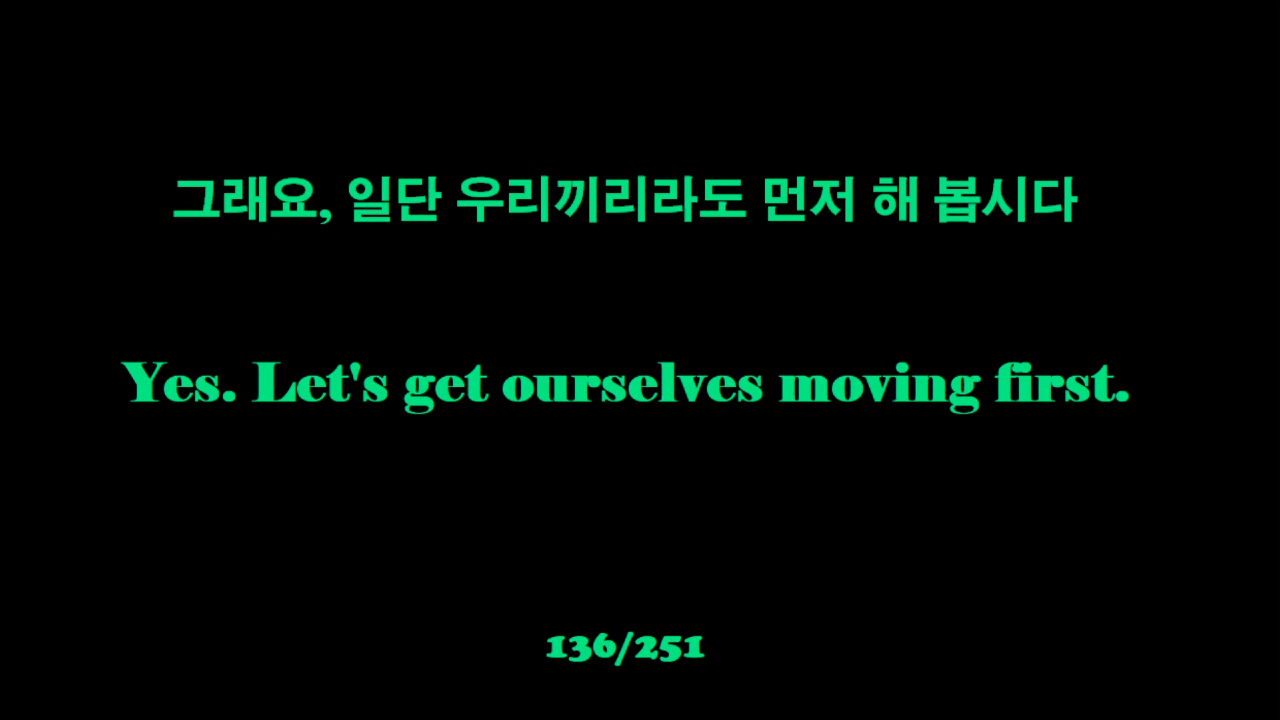 그래요, 일단 우리끼리라도 먼저 해 봅시다
Yes. Let's get ourselves moving first.
136/251